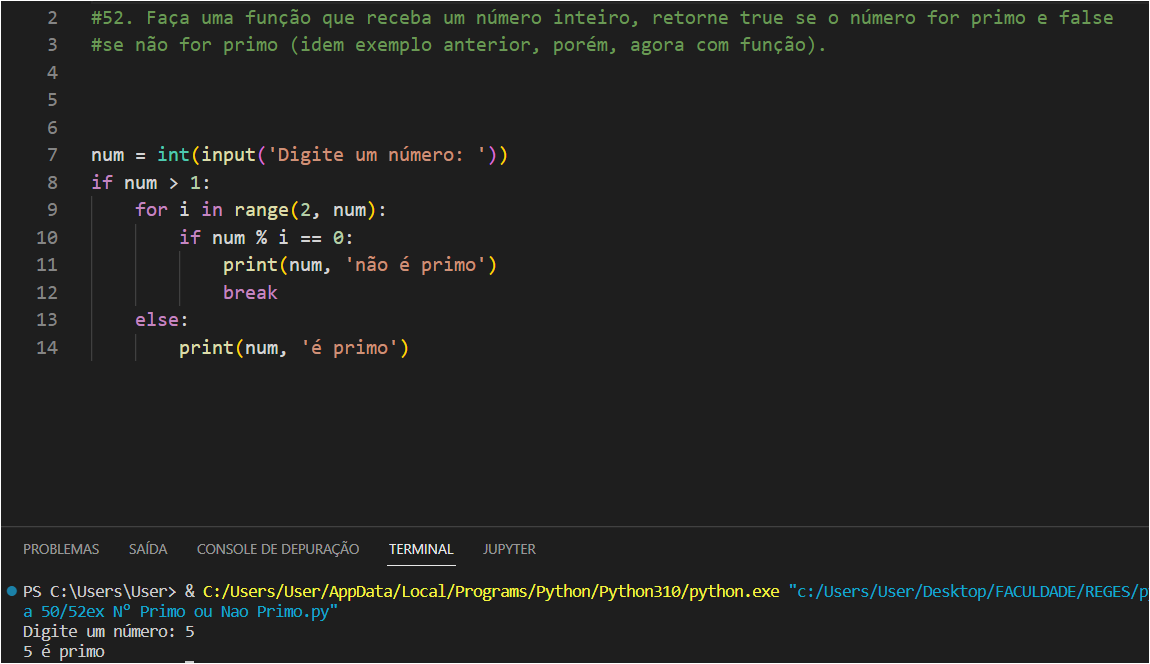 2 #52. Faça uma função que receba um número inteiro, retorne true se o número for primo e false
3 #se não for primo (idem exemplo anterior, porém, agora com função).
4
5
6
7 num = int(input('Digite um número: '))
8 if num > 1:
9 for i in range(2, num):
10 if num % i == 0:
11 print(num, 'não é primo')
12 break
13 else:
14 print(num, 'é primo')
PROBLEMAS SAÍDA CONSOLE DE DEPURAÇÃO TERMINAL JUPYTER
PS C:\Users\User> & C:/Users/User/AppData/Local/Programs/Python/Python310/python.exe "c:/Users/User/Desktop/FACULDADE/REGES/p
a 50/52ex Nº Primo ou Nao Primo.py"
Digite um número: 5
5 é primo